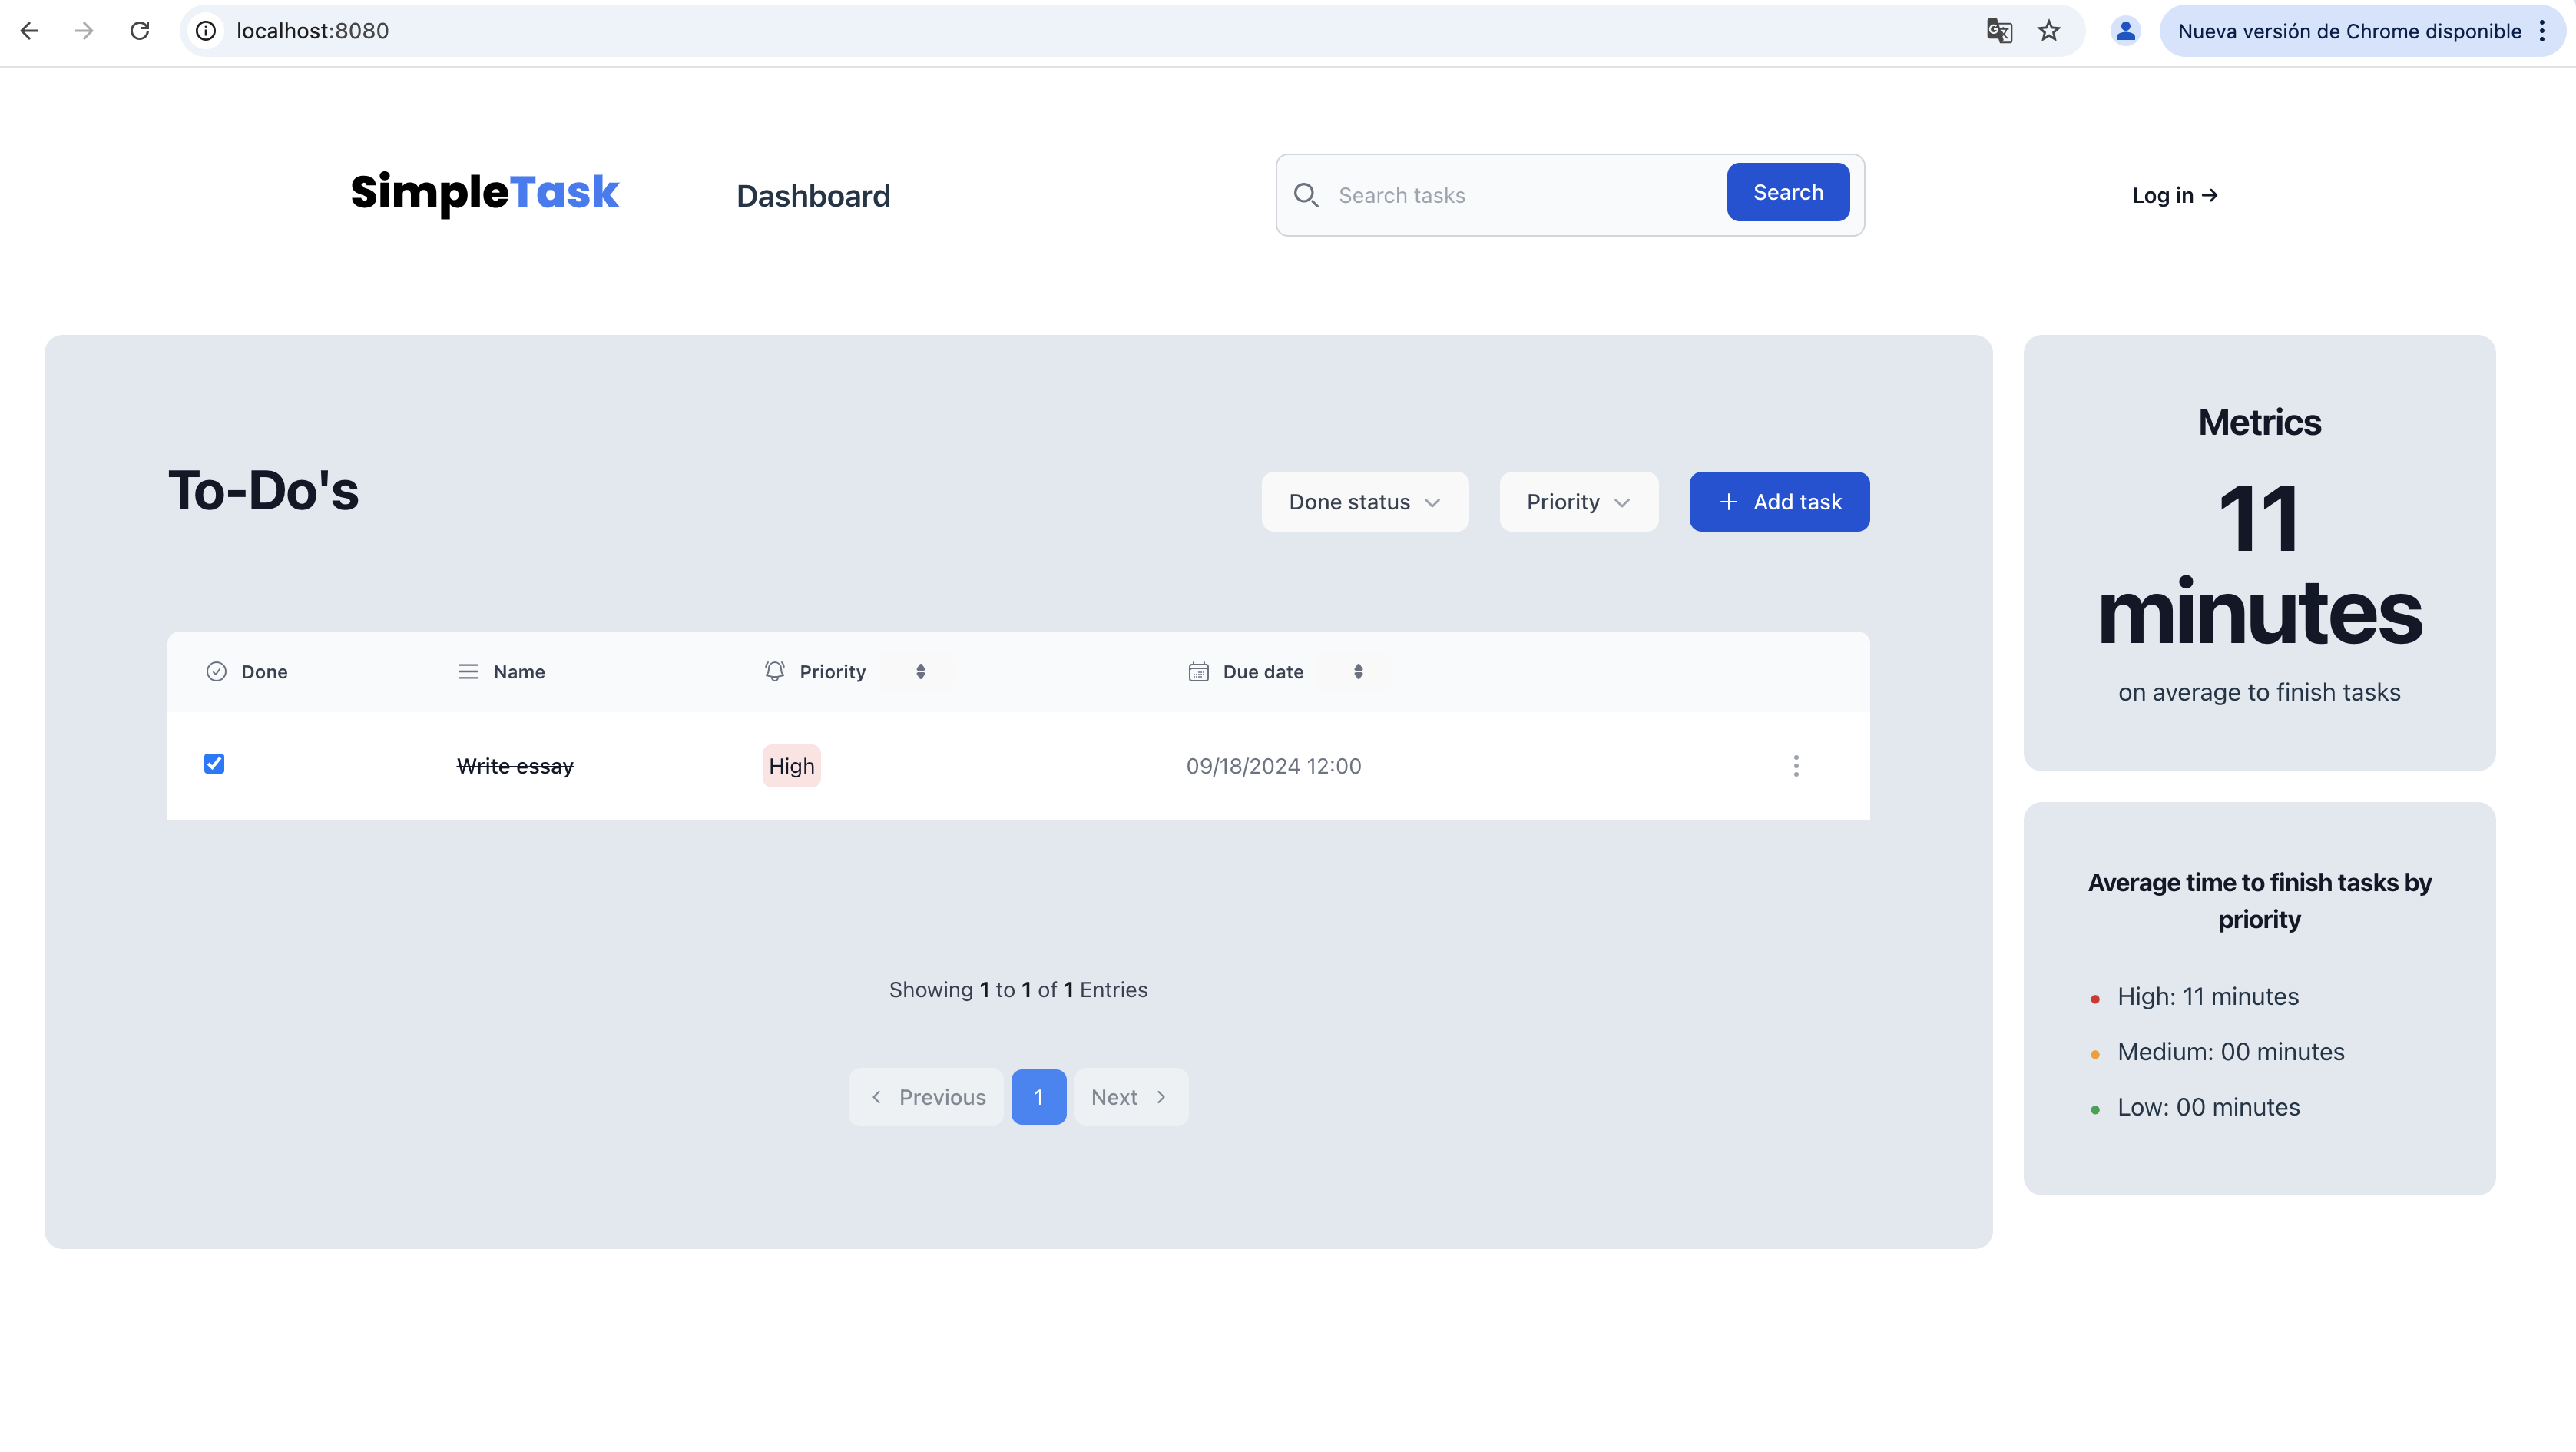 localhost:8080
Nueva versión de Chrome disponible
SimpleTask
Dashboard
Search tasks
Search
Log in →
To-Do's
Done status
Priority
+ Add task
Done
Name
Priority
Due date
Write essay
High
09/18/2024 12:00
Showing 1 to 1 of 1 Entries
Previous
1
Next
Metrics
11
minutes
on average to finish tasks
Average time to finish tasks by
priority
High: 11 minutes
Medium: 00 minutes
Low: 00 minutes